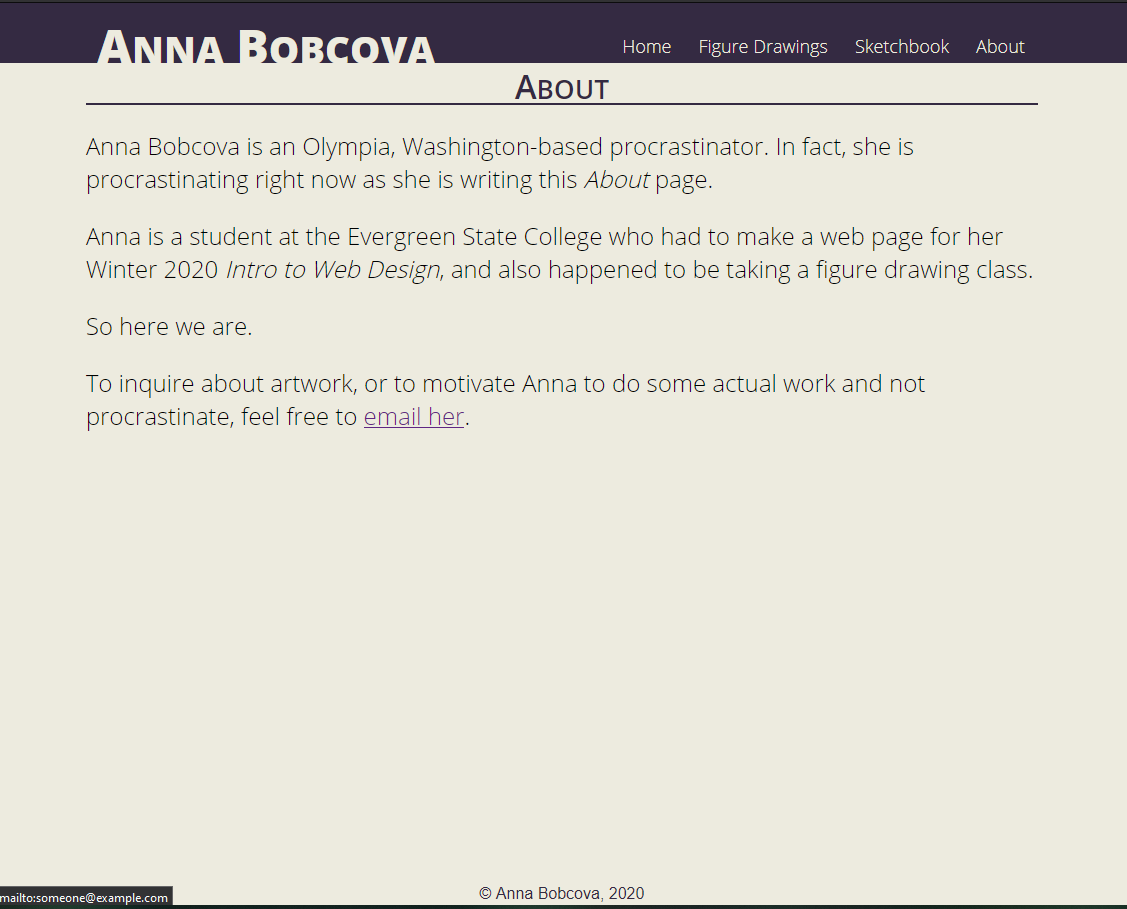 Anna Bobcova
Home Figure Drawings Sketchbook About
About
Anna Bobcova is an Olympia, Washington-based procrastinator. In fact, she is
procrastinating right now as she is writing this About page.
Anna is a student at the Evergreen State College who had to make a web page for her
Winter 2020 Intro to Web Design, and also happened to be taking a figure drawing class.
So here we are.
To inquire about artwork, or to motivate Anna to do some actual work and not
procrastinate, feel free to email her.
© Anna Bobcova, 2020
mailto:someone@example.com